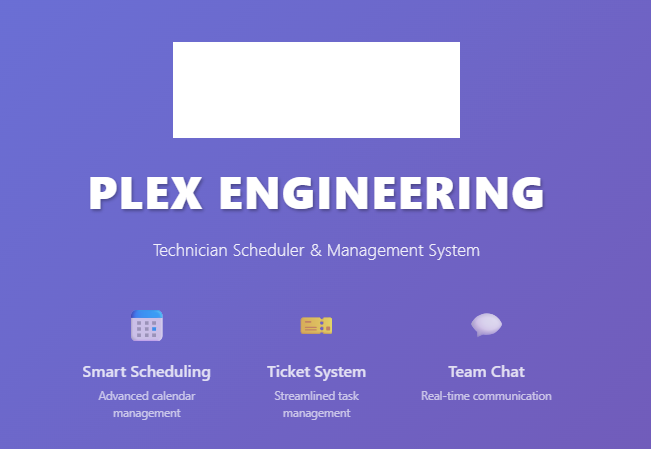 PLEX ENGINEERING
Technician Scheduler & Management System
Smart Scheduling
Advanced calendar
management
Ticket System
Streamlined task
management
Team Chat
Real-time communication